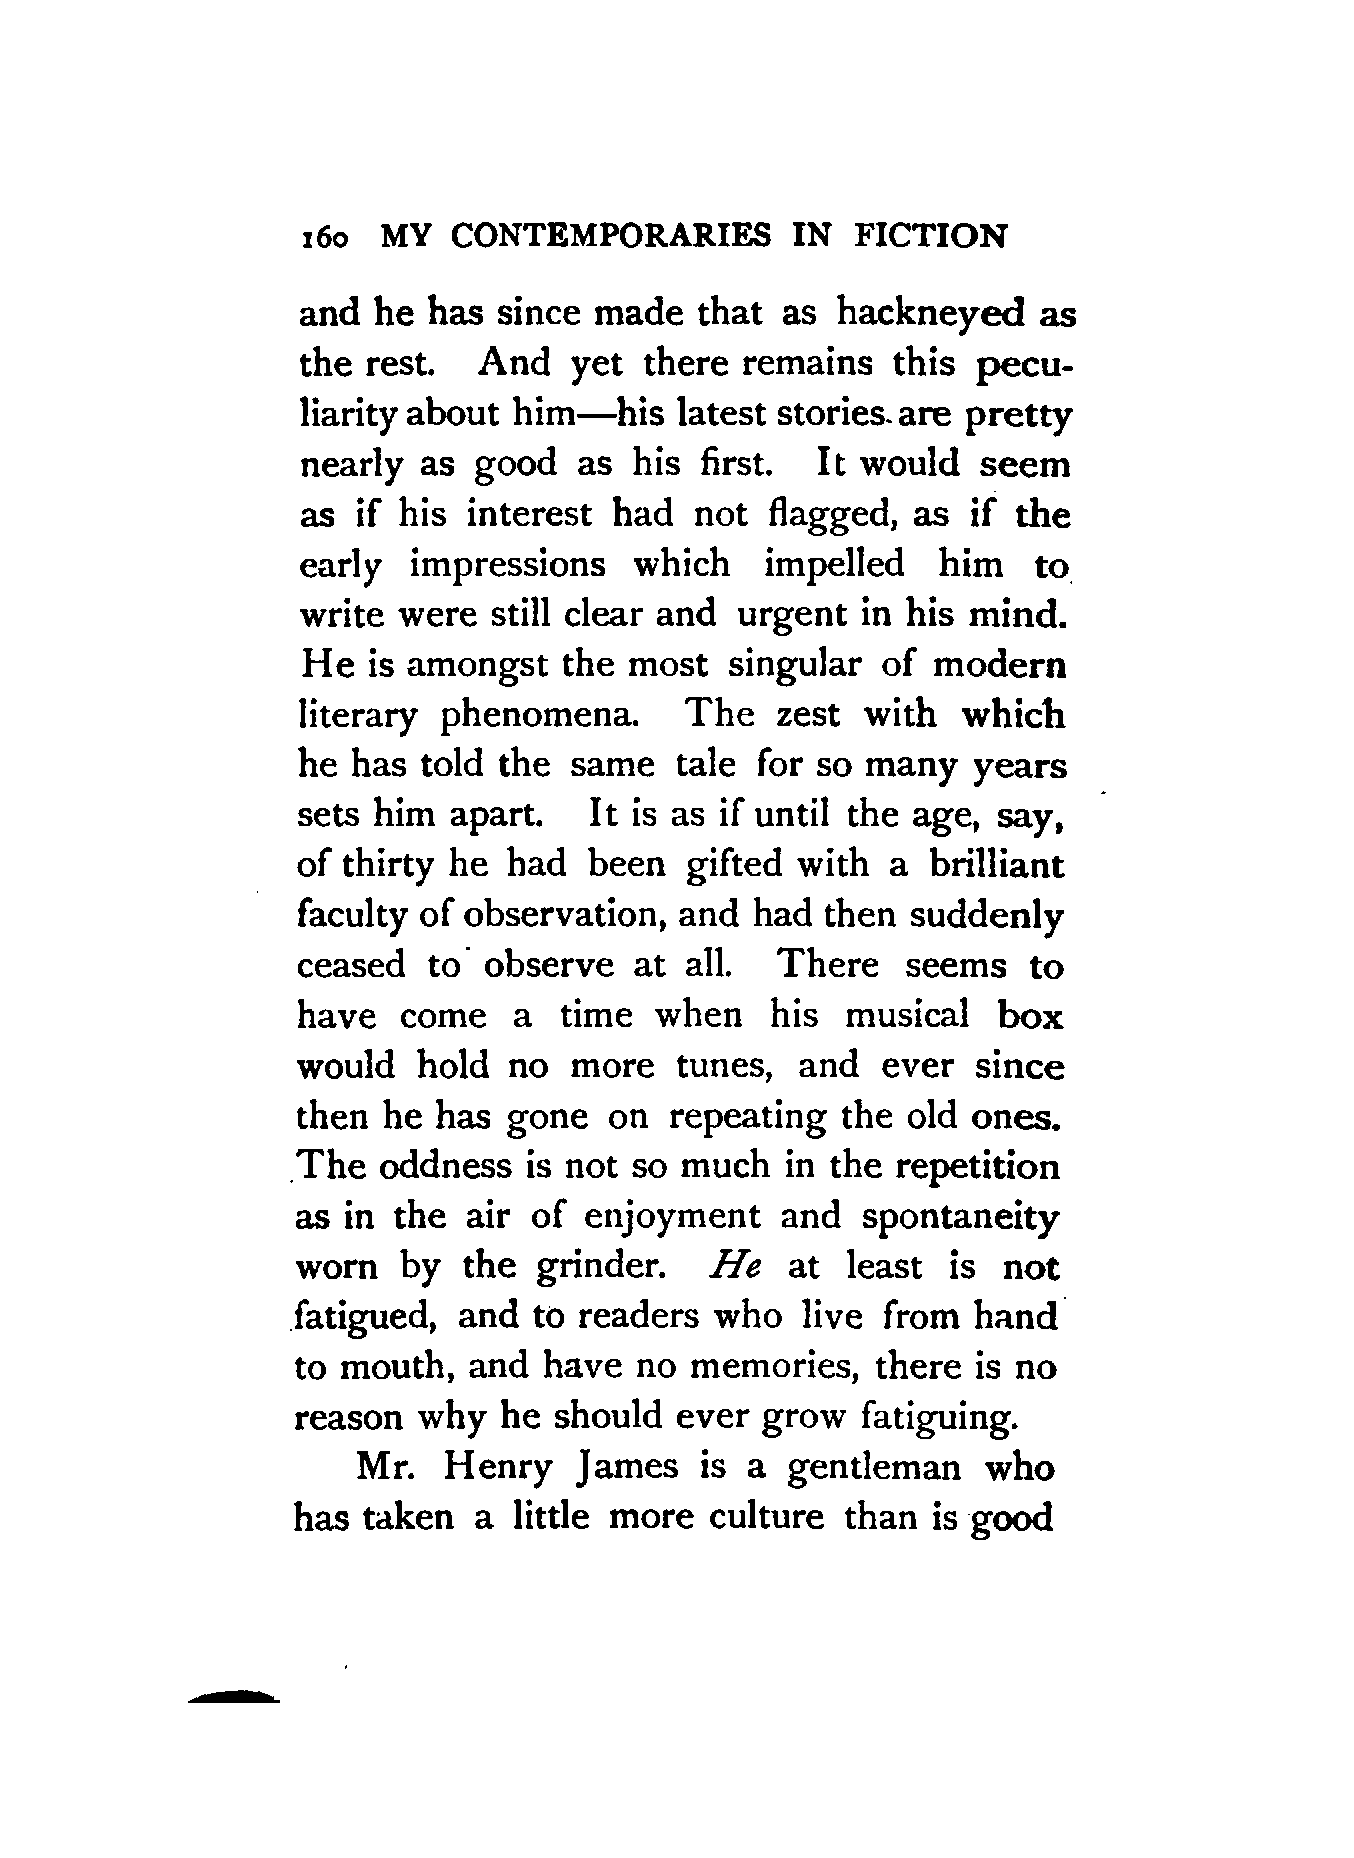 160 MY CONTEMPORARIES IN FICTION
and he has since made that as hackneyed as
the rest. And yet there remains this pecu-
liarity about him—his latest stories are pretty
nearly as good as his first. It would seem
as if his interest had not flagged, as if the
early impressions which impelled him to
write were still clear and urgent in his mind.
He is amongst the most singular of modern
literary phenomena. The zest with which
he has told the same tale for so many years
sets him apart. It is as if until the age, say,
of thirty he had been gifted with a brilliant
faculty of observation, and had then suddenly
ceased to observe at all. There seems to
have come a time when his musical box
would hold no more tunes, and ever since
then he has gone on repeating the old ones.
The oddness is not so much in the repetition
as in the air of enjoyment and spontaneity
worn by the grinder. He at least is not
fatigued, and to readers who live from hand
to mouth, and have no memories, there is no
reason why he should ever grow fatiguing.
Mr. Henry James is a gentleman who
has taken a little more culture than is good